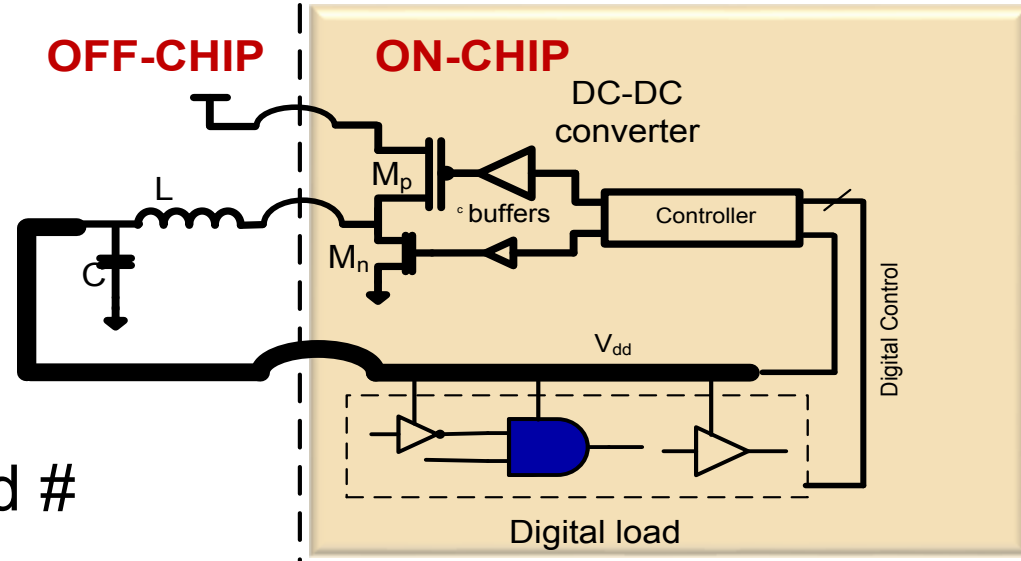 OFF-CHIP
ON-CHIP
DC-DC
converter
Mp
L
c buffers
Controller
Mn
C
Vdd
Digital Control
d #
Digital load